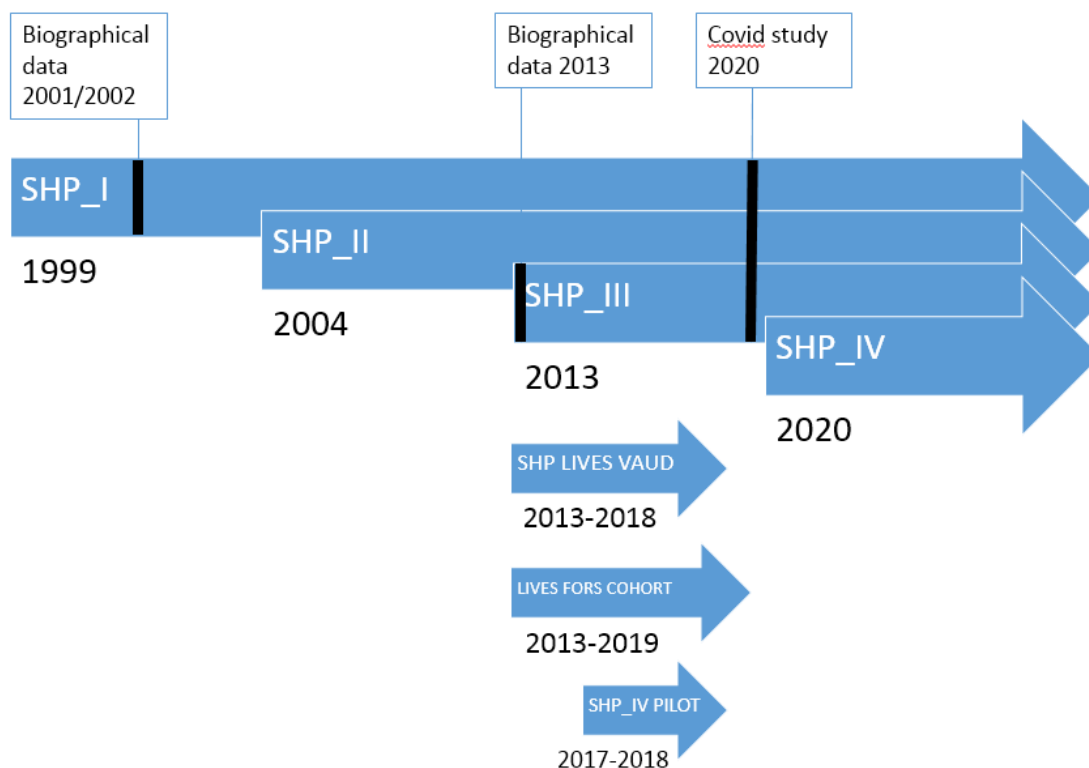 Biographical
data
2001/2002
Biographical
data 2013
Covid study
2020
SHP_I
1999
SHP_II
2004
SHP_III
2013
SHP_IV
2020
SHP LIVES VAUD
2013-2018
LIVES FORS COHORT
2013-2019
SHP_IV PILOT
2017-2018